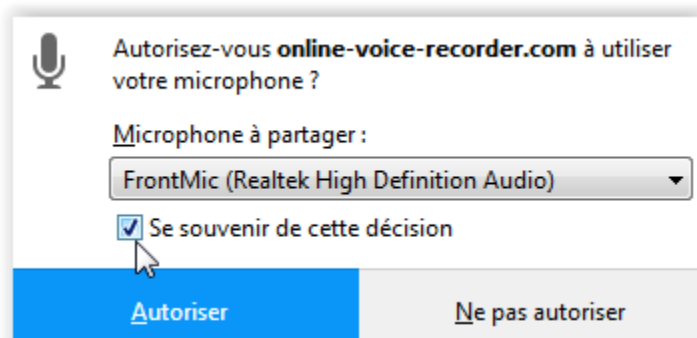 Autorisez-vous online-voice-recorder.com à utiliser
votre microphone ?
Microphone à partager :
FrontMic (Realtek High Definition Audio)
Se souvenir de cette décision
Autoriser
Ne pas autoriser